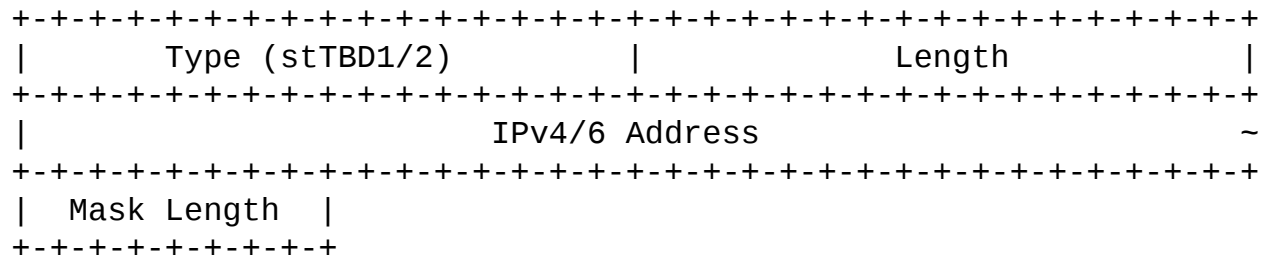 +-+-+-+-+-+-+-+-+-+-+-+-+-+-+-+-+-+-+-+-+-+-+-+-+-+-+-+-+-+-+-+-+
|       Type (stTBD1/2)         |             Length            |
+-+-+-+-+-+-+-+-+-+-+-+-+-+-+-+-+-+-+-+-+-+-+-+-+-+-+-+-+-+-+-+-+
|                        IPv4/6 Address                         ~
+-+-+-+-+-+-+-+-+-+-+-+-+-+-+-+-+-+-+-+-+-+-+-+-+-+-+-+-+-+-+-+-+
|  Mask Length  |
+-+-+-+-+-+-+-+-+